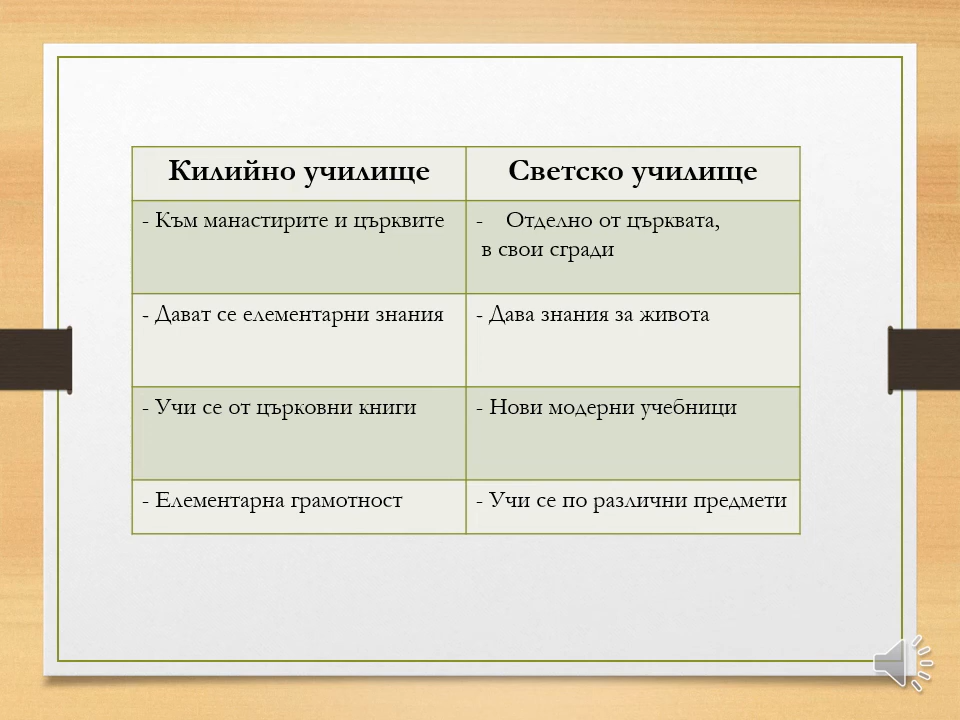 Килийно училище
Светско училище
- Към манастирите и църквите
- Отделно от църквата,
в свои сгради
- Дават се елементарни знания
- Дава знания за живота
- Учи се от църковни книги
- Нови модерни учебници
- Елементарна грамотност
- Учи се по различни предмети